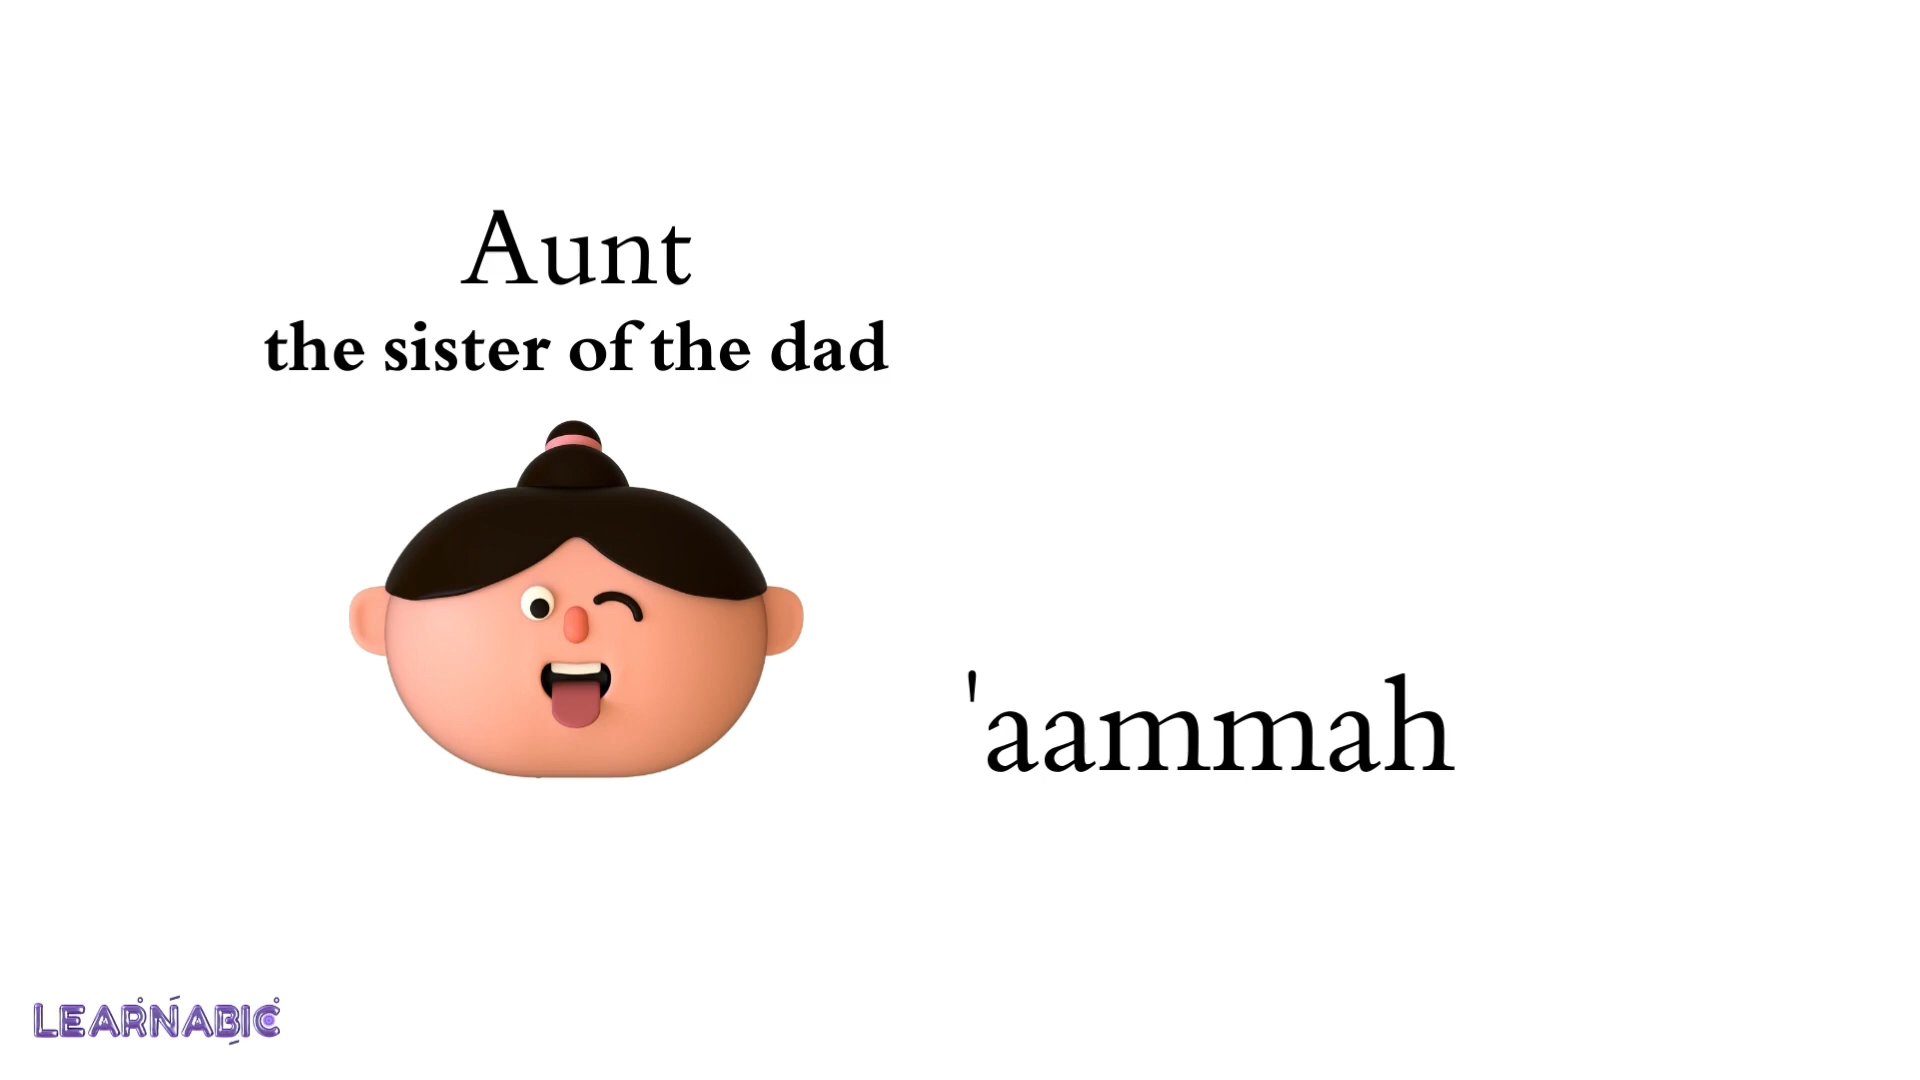 Aunt
the sister of the dad
'aammah
LEARNABIC